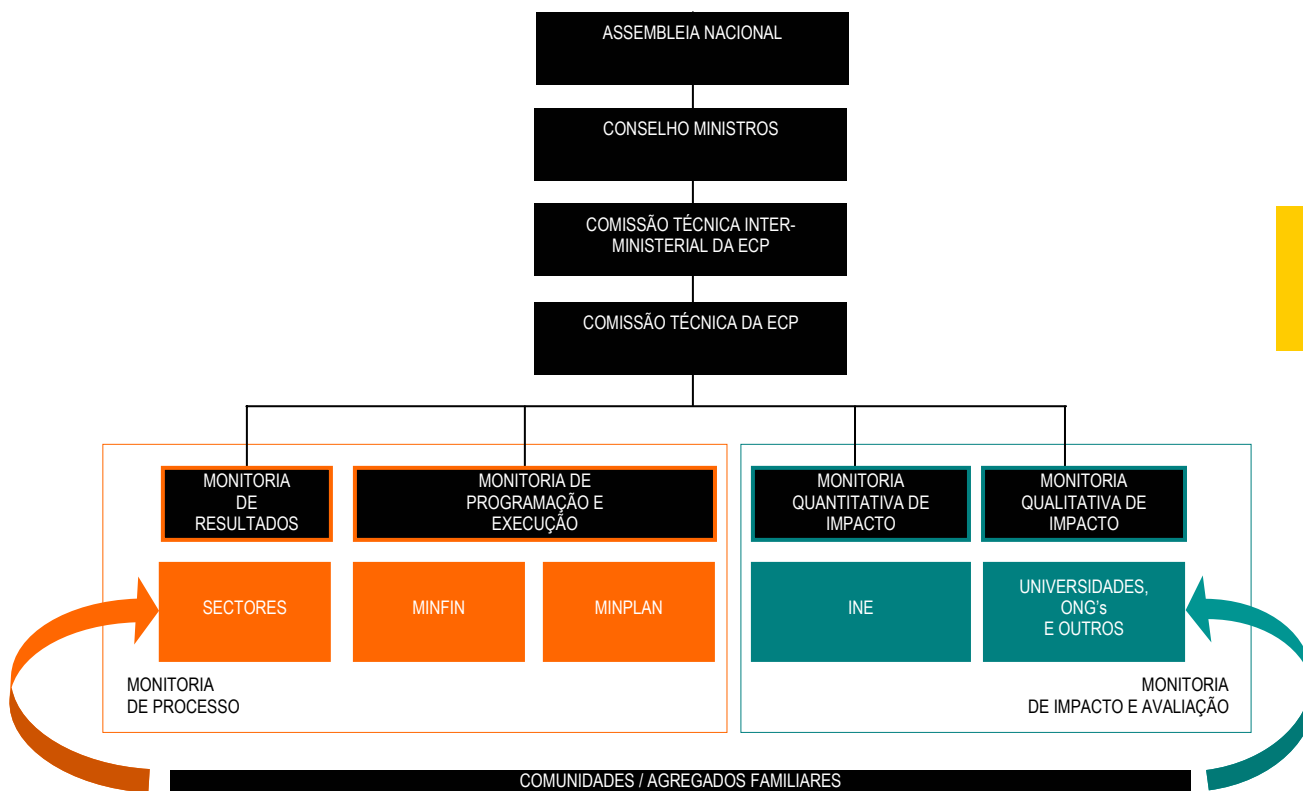 ASSEMBLEIA NACIONAL
CONSELHO MINISTROS
COMISSÃO TÉCNICA INTER-
MINISTERIAL DA ECP
COMISSÃO TÉCNICA DA ECP
MONITORIA
DE
RESULTADOS
MONITORIA DE
PROGRAMAÇÃO E
EXECUÇÃO
MONITORIA
QUANTITATIVA DE
IMPACTO
MONITORIA
QUALITATIVA DE
IMPACTO
SECTORES
MINFIN
MINPLAN
INE
UNIVERSIDADES,
ONG's
E OUTROS
MONITORIA
DE PROCESSO
MONITORIA
DE IMPACTO E AVALIAÇÃO
COMUNIDADES / AGREGADOS FAMILIARES